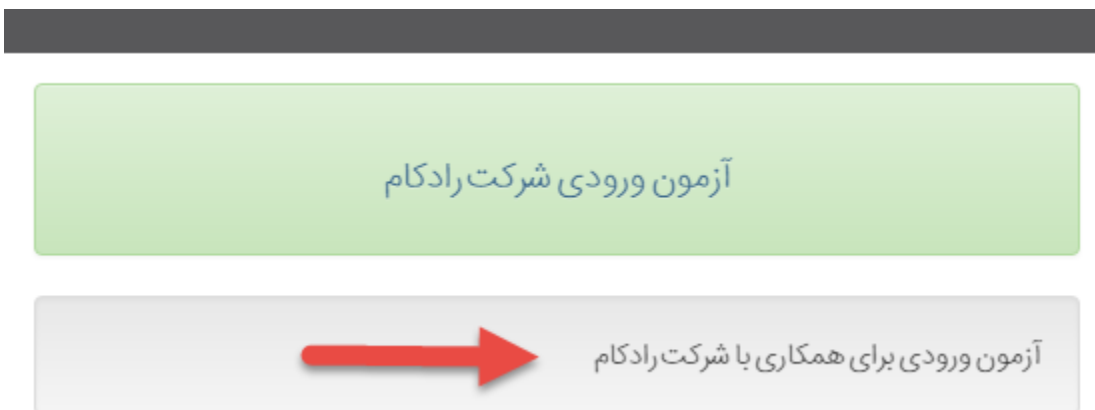 آزمون ورودی شرکت رادکام
آزمون ورودی برای همکاری با شرکت رادکام